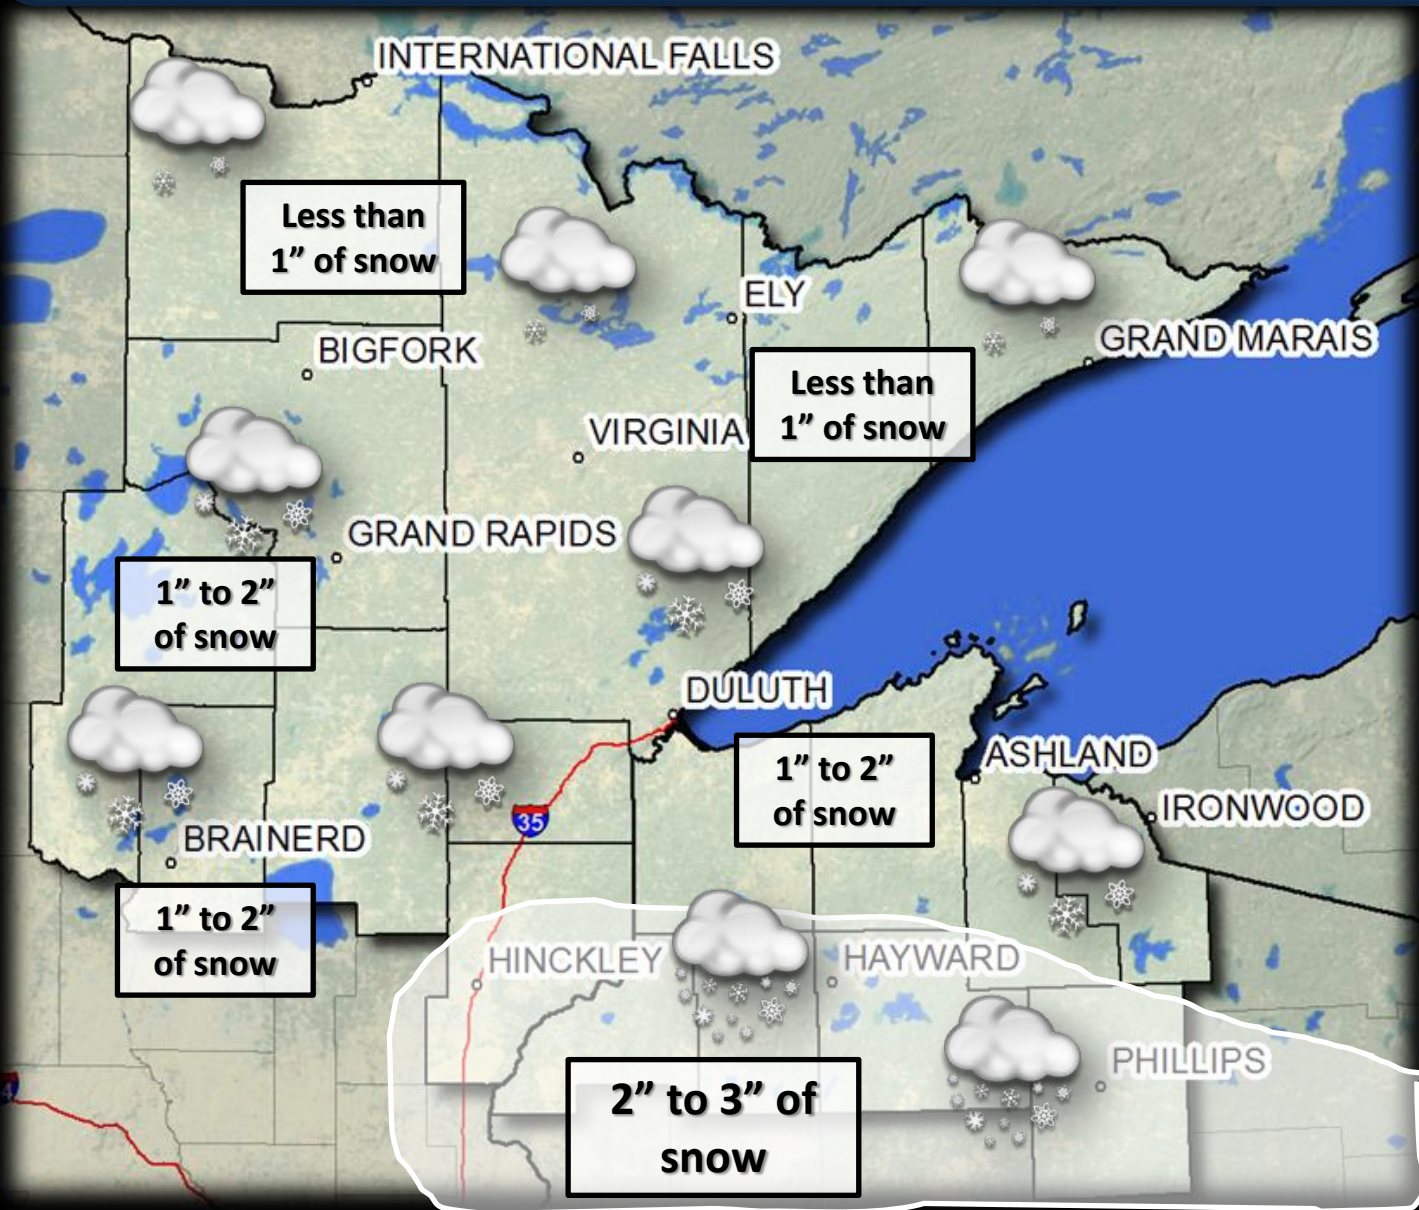 INTERNATIONAL FALLS
Less than
1” of snow
ELY
GRAND MARAIS
BIGFORK
Less than
1” of snow
VIRGINIA
GRAND RAPIDS
1” to 2”
of snow
DULUTH
1” to 2”
of snow
ASHLAND
IRONWOOD
35
BRAINERD
1” to 2”
of snow
HINCKLEY
HAYWARD
PHILLIPS
2” to 3” of
snow
4